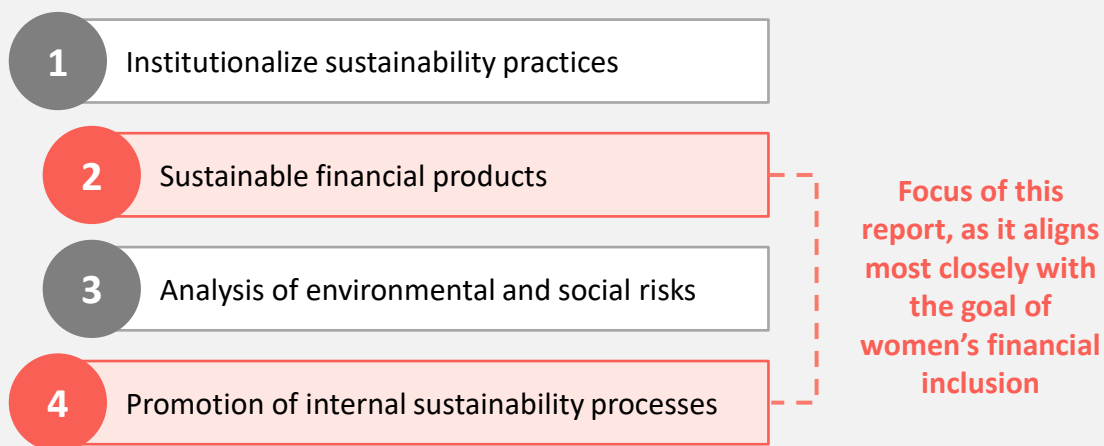 1
Institutionalize sustainability practices
2
Sustainable financial products
3
Analysis of environmental and social risks
4
Promotion of internal sustainability processes
Focus of this
report, as it aligns
most closely with
the goal of
women’s financial
inclusion